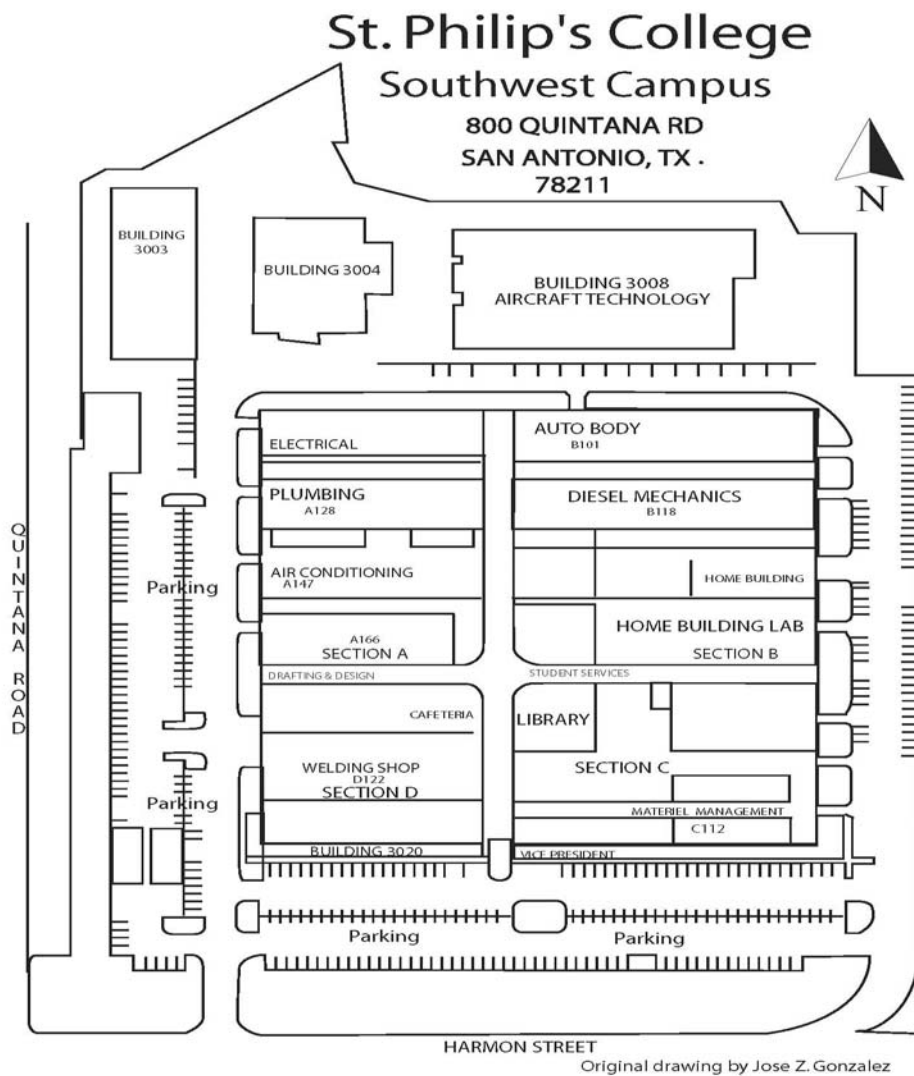 St. Philip's College
Southwest Campus
800 QUINTANA RD
SAN ANTONIO, TX .
78211
N
BUILDING
3003
BUILDING 3004
BUILDING 3008
AIRCRAFT TECHNOLOGY
ELECTRICAL
AUTO BODY
B101
PLUMBING
A128
DIESEL MECHANICS
B118
QUINTANA ROAD
Parking
AIR CONDITIONING
A147
HOME BUILDING
A166
SECTION A
HOME BUILDING LAB
SECTION B
DRAFTING & DESIGN
STUDENT SERVICES
CAFETERIA
LIBRARY
WELDING SHOP
D122
SECTION D
SECTION C
Parking
MATERIEL MANAGEMENT
C112
BUILDING 3020
VICE PRESIDENT
Parking
Parking
HARMON STREET
Original drawing by Jose Z. Gonzalez